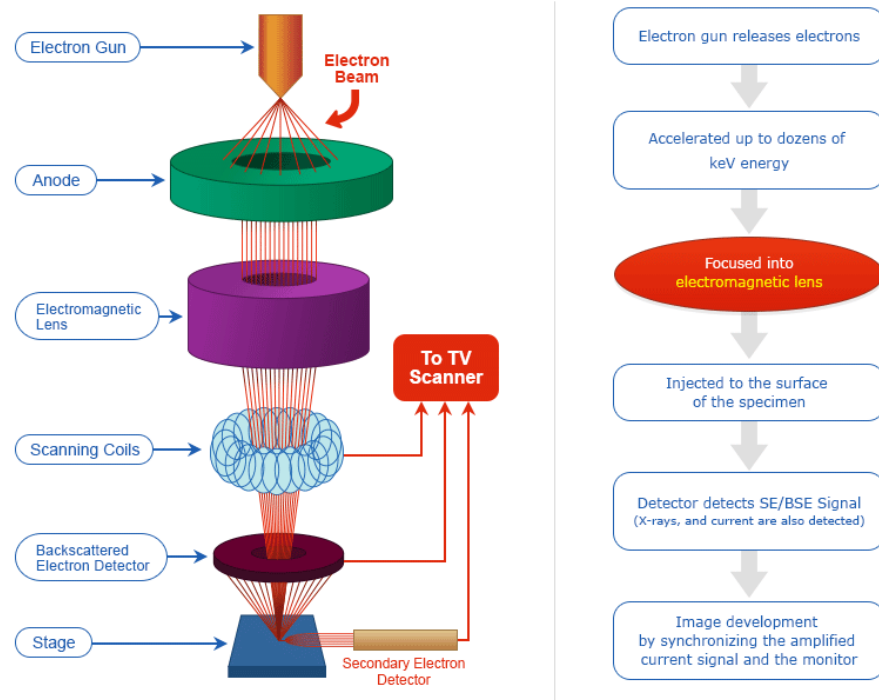 Electron Gun
Electron
Beam
Anode
Electromagnetic
Lens
To TV
Scanner
Scanning Coils
Backscattered
Electron Detector
Stage
Secondary Electron
Detector
Electron gun releases electrons
Accelerated up to dozens of
keV energy
Focused into
electromagnetic lens
Injected to the surface
of the specimen
Detector detects SE/BSE Signal
(X-rays, and current are also detected)
Image development
by synchronizing the amplified
current signal and the monitor